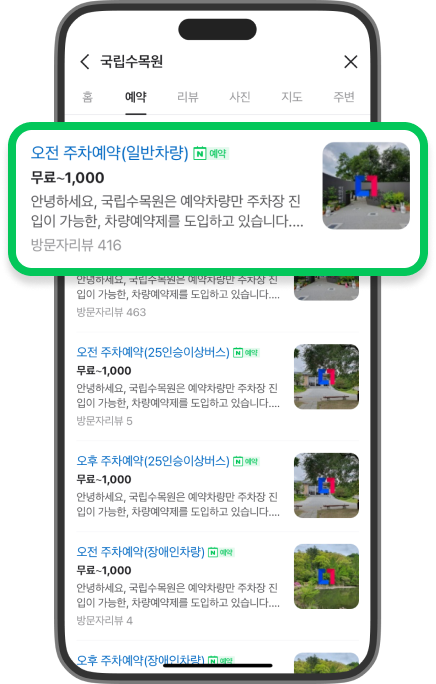 국립수목원
홈 예약 리뷰 사진 지도 주변
오전 주차예약(일반차량) N 예약
무료~1,000
안녕하세요, 국립수목원은 예약차량만 주차장 진
입이 가능한, 차량예약제를 도입하고 있습니다....
방문자리뷰 416
안녕하세요, 국립수목원은 예약차량만 주차장 진
입이 가능한, 차량예약제를 도입하고 있습니다....
방문자리뷰 463
오전 주차예약(25인승이상버스) N 예약
무료~1,000
안녕하세요, 국립수목원은 예약차량만 주차장 진
입이 가능한, 차량예약제를 도입하고 있습니다....
방문자리뷰 5
오후 주차예약(25인승이상버스) N 예약
무료~1,000
안녕하세요, 국립수목원은 예약차량만 주차장 진
입이 가능한, 차량예약제를 도입하고 있습니다....
오전 주차예약(장애인차량) N 예약
무료~1,000
안녕하세요, 국립수목원은 예약차량만 주차장 진
입이 가능한, 차량예약제를 도입하고 있습니다....
방문자리뷰 4
오후 주차예약(장애인차량) N 예약